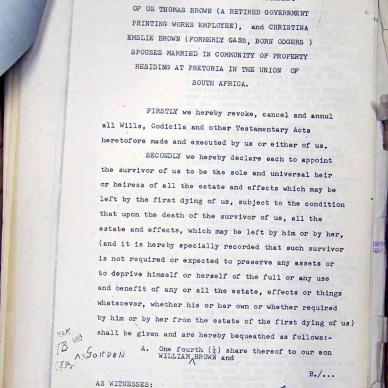 OF US THOMAS BROWN (A RETIRED GOVERNMENT
PRINTING WORKS EMPLOYEE), and CHRISTINA
EMSLIE BROWN (FORMERLY GASS, BORN ODGERS )
SPOUSES MARRIED IN COMMUNITY OF PROPERTY
RESIDING AT PRETORIA IN THE UNION OF
SOUTH AFRICA.
FIRSTLY we hereby revoke, cancel and annul
all Wills, Codicils and other Testamentary Acts
heretofore made and executed by us or either of us.
SECONDLY we hereby declare each to appoint
the survivor of us to be the sole and universal heir
or heiress of all the estate and effects which may be
left by the first dying of us, subject to the condition
that upon the death of the survivor of us, all the
estate and effects, which may be left by him or by her,
(and it is hereby specially recorded that such survivor
is not required or expected to preserve any assets or
to deprive himself or herself of the full or any use
and benefit of any or all the estate, effects or things
whatsoever, whether his or her own or whether required
by him or by her from the estate of the first dying of us)
shall be given and are hereby bequeathed as follows:-
A. One fourth (¼) share thereof to our son
GORDON
WILLIAM BROWN and
B./...
AS WITNESSES: